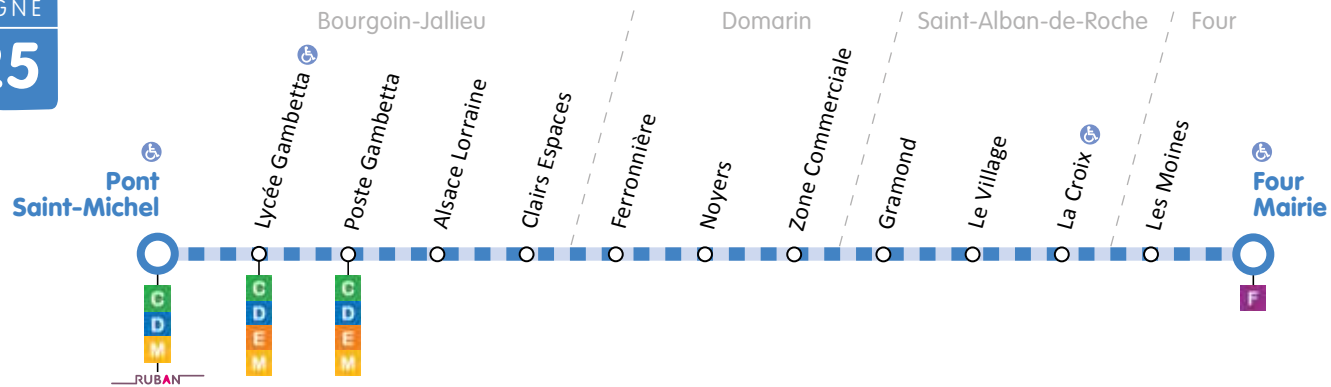 25
Bourgoin-Jallieu
Domarin
Saint-Alban-de-Roche
Four
Pont
Saint-Michel
Lycée Gambetta
Poste Gambetta
Alsace Lorraine
Clairs Espaces
Ferronnière
Noyers
Zone Commerciale
Gramond
Le Village
La Croix
Les Moines
Four
Mairie
C
D
M
RUBAN
C
D
E
M
C
D
E
M
F